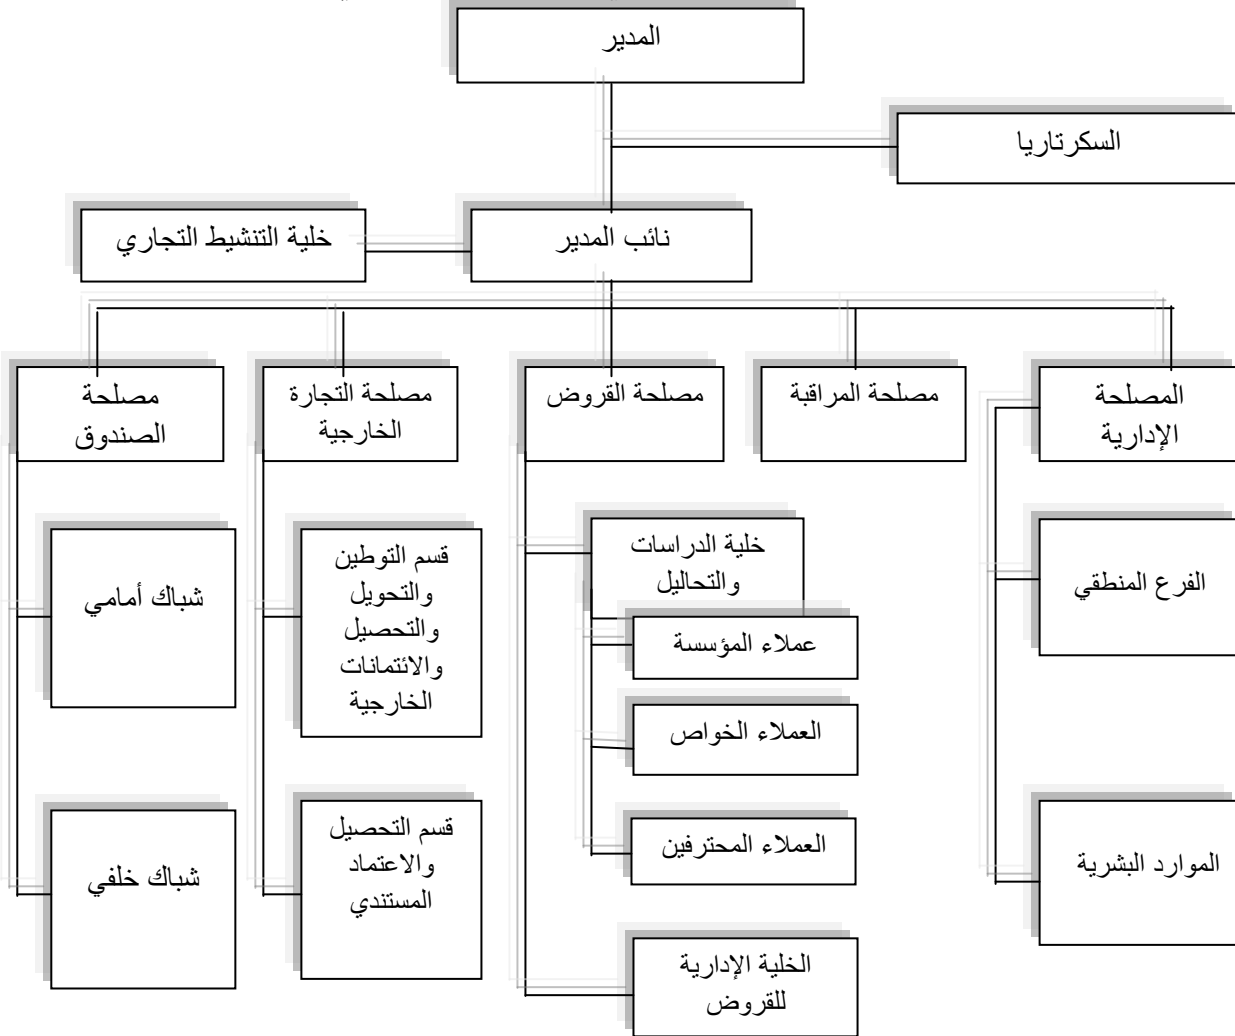 المدير
السكرتاريا
نائب المدير
خلية التنشيط التجاري
المصلحة
الإدارية
مصلحة المراقبة
مصلحة القروض
مصلحة التجارة
الخارجية
مصلحة
الصندوق
الفرع المنطقي
الموارد البشرية
خلية الدراسات
والتحاليل
عملاء المؤسسة
العملاء الخواص
العملاء المحترفين
الخلية الإدارية
للقروض
قسم التوطين
والتحويل
والتحصيل
والائتمانات
الخارجية
قسم التحصيل
والاعتماد
المستندي
شباك أمامي
شباك خلفي